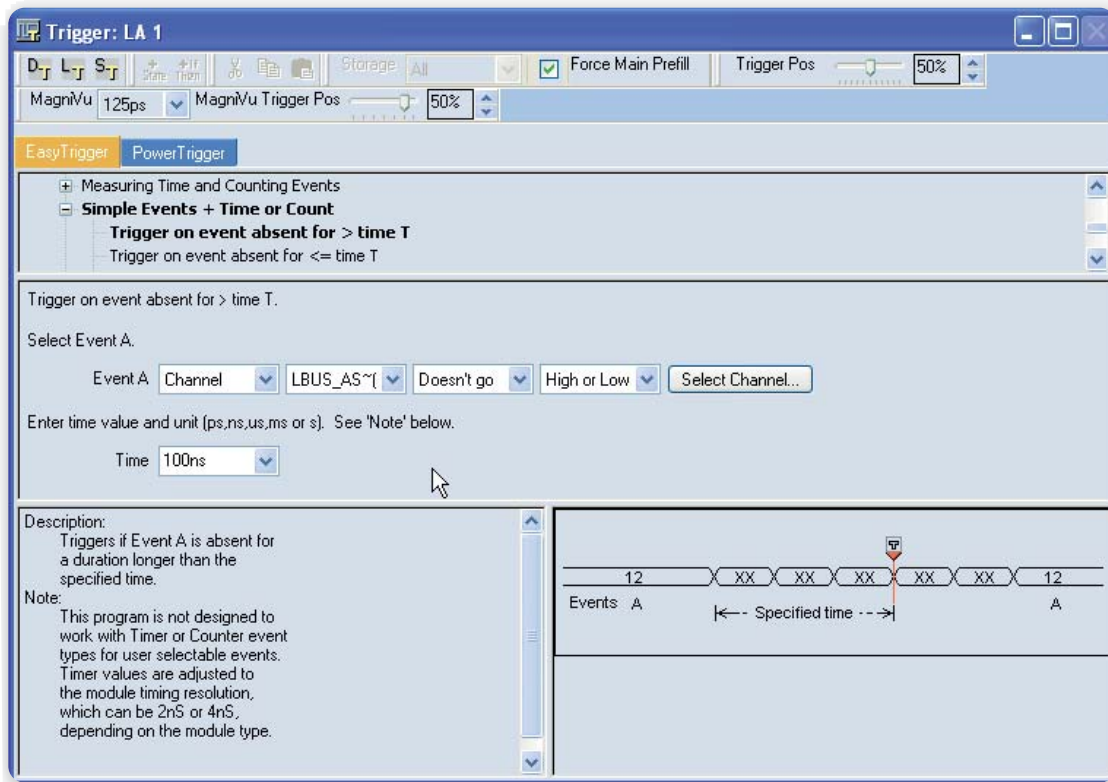 Trigger: LA 1
DT LT ST + State + If Then Storage All Force Main Prefill Trigger Pos 50%
MagniVu 125ps MagniVu Trigger Pos 50%
EasyTrigger PowerTrigger
Measuring Time and Counting Events
Simple Events + Time or Count
Trigger on event absent for > time T
Trigger on event absent for <= time T
Trigger on event absent for > time T.
Select Event A.
Event A Channel LBUS_AS~( Doesn't go High or Low Select Channel...
Enter time value and unit (ps,ns,us,ms or s). See 'Note' below.
Time 100ns
Description:
Triggers if Event A is absent for
a duration longer than the
specified time.
Note:
This program is not designed to
work with Timer or Counter event
types for user selectable events.
Timer values are adjusted to
the module timing resolution,
which can be 2nS or 4nS,
depending on the module type.
T
12 XX XX XX XX XX 12
Events A A
Specified time